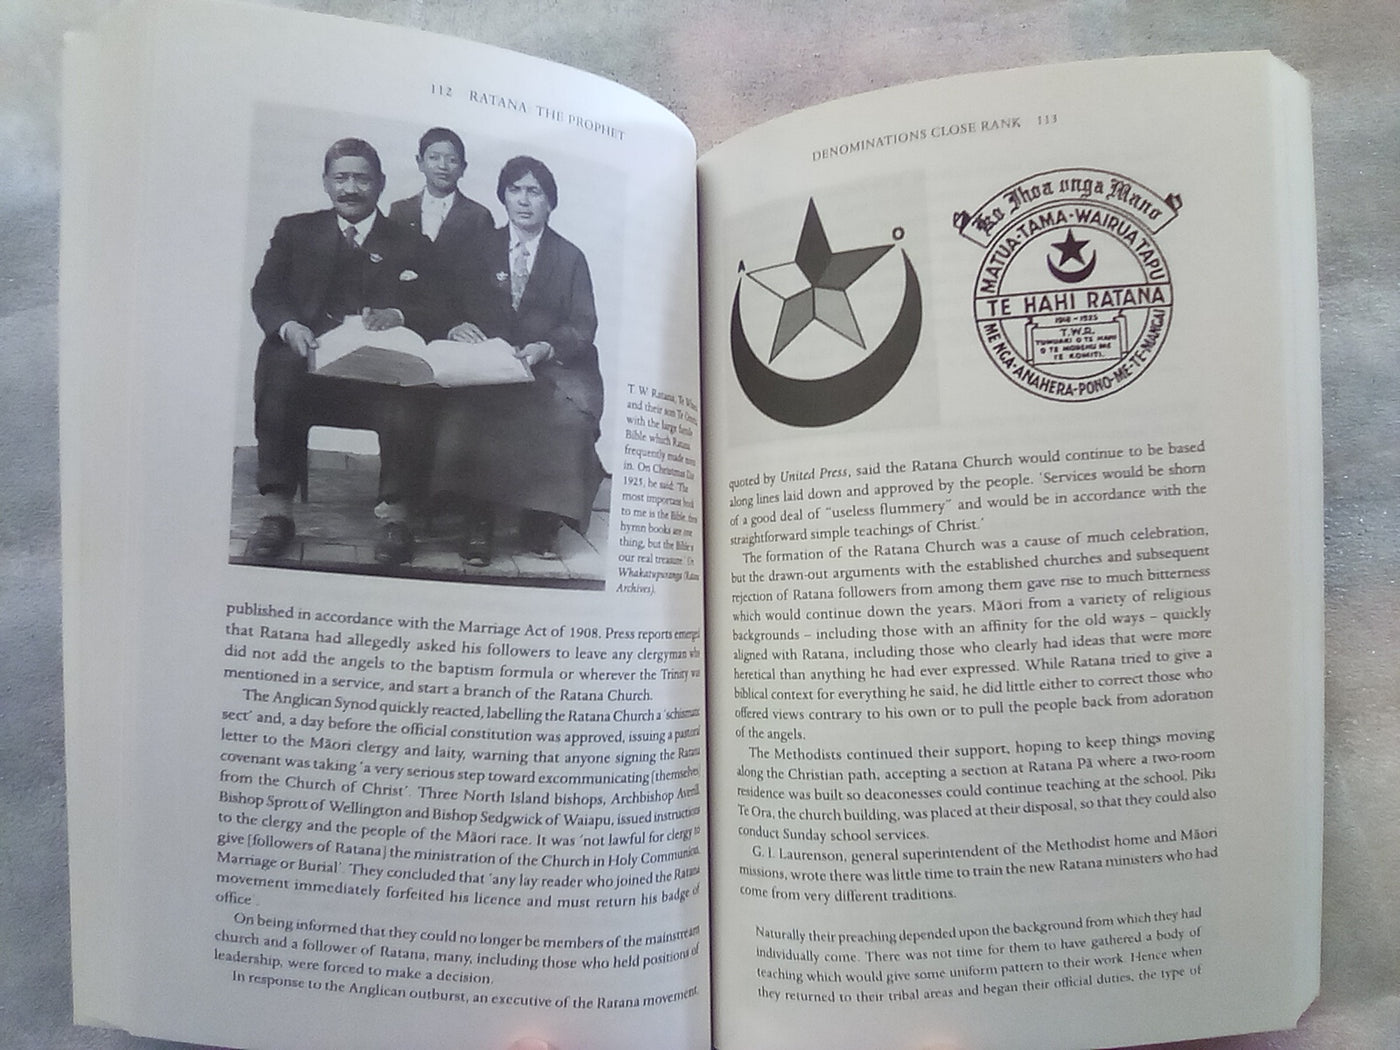 112 RATANA: THE PROPHET
T. W. Ratana, Te
and their son Te
with the large family
Bible which Ratana
frequently made
in. On Christmas
1925, he said: 'The
most important book
to me is the Bible,
hymn books are one
thing, but the Bible's
our real treasure.'
Whakatupuranga (Ratana
Archives).
published in accordance with the Marriage Act of 1908. Press reports emerged
that Ratana had allegedly asked his followers to leave any clergyman who
did not add the angels to the baptism formula or wherever the Trinity was
mentioned in a service, and start a branch of the Ratana Church.
The Anglican Synod quickly reacted, labelling the Ratana Church a 'schismatic
sect' and, a day before the official constitution was approved, issuing a pastoral
letter to the Māori clergy and laity, warning that anyone signing the Ratana
covenant was taking 'a very serious step toward excommunicating [themselves]
from the Church of Christ'. Three North Island bishops, Archbishop Averill,
Bishop Sprott of Wellington and Bishop Sedgwick of Waiapu, issued instructions
to the clergy and the people of the Māori race. It was 'not lawful for clergy to
give [followers of Ratana] the ministration of the Church in Holy Communion,
Marriage or Burial'. They concluded that 'any lay reader who joined the Ratana
movement immediately forfeited his licence and must return his badge of
office'.
On being informed that they could no longer be members of the mainstream
church and a follower of Ratana, many, including those who held positions of
leadership, were forced to make a decision.
In response to the Anglican outburst, an executive of the Ratana movement,
DENOMINATIONS CLOSE RANK 113
A
O
Ko Ihoa onga Mano
MATUA-TAMA-WAIRUA TAPU
TE HAHI RATANA
1918-1925
T.W.R.
TUMUAKI O TE HAHI
O TE MOREHU ME
TE KOMITI.
ME NGA-ANAHERA-PONO-ME-TE-MANGAI
quoted by United Press, said the Ratana Church would continue to be based
along lines laid down and approved by the people. 'Services would be shorn
of a good deal of "useless flummery" and would be in accordance with the
straightforward simple teachings of Christ.'
The formation of the Ratana Church was a cause of much celebration,
but the drawn-out arguments with the established churches and subsequent
rejection of Ratana followers from among them gave rise to much bitterness
which would continue down the years. Māori from a variety of religious
backgrounds – including those with an affinity for the old ways – quickly
aligned with Ratana, including those who clearly had ideas that were more
heretical than anything he had ever expressed. While Ratana tried to give a
biblical context for everything he said, he did little either to correct those who
offered views contrary to his own or to pull the people back from adoration
of the angels.
The Methodists continued their support, hoping to keep things moving
along the Christian path, accepting a section at Ratana Pā where a two-room
residence was built so deaconesses could continue teaching at the school. Piki
Te Ora, the church building, was placed at their disposal, so that they could also
conduct Sunday school services.
G. I. Laurenson, general superintendent of the Methodist home and Māori
missions, wrote there was little time to train the new Ratana ministers who had
come from very different traditions.
Naturally their preaching depended upon the background from which they had
individually come. There was not time for them to have gathered a body of
teaching which would give some uniform pattern to their work. Hence when
they returned to their tribal areas and began their official duties, the type of